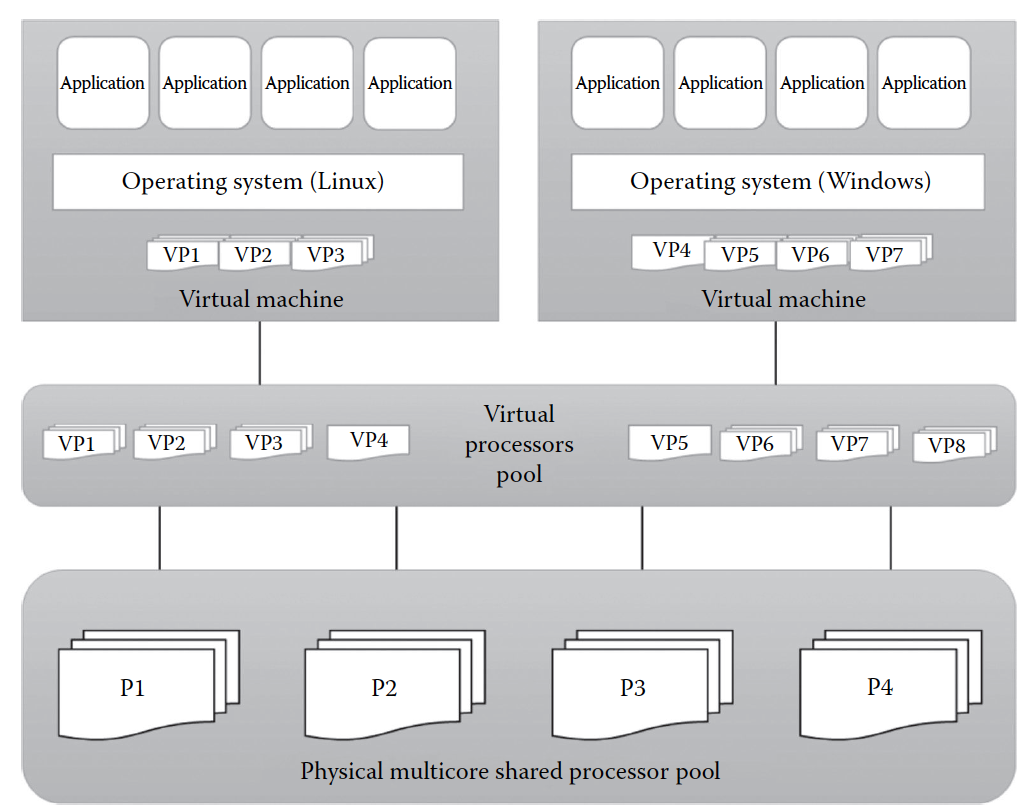 Application Application Application Application
Application Application Application Application
Operating system (Linux)
Operating system (Windows)
VP1 VP2 VP3
VP4 VP5 VP6 VP7
Virtual machine
Virtual machine
VP1 VP2 VP3 VP4
Virtual
processors
pool
VP5 VP6 VP7 VP8
P1 P2 P3 P4
Physical multicore shared processor pool